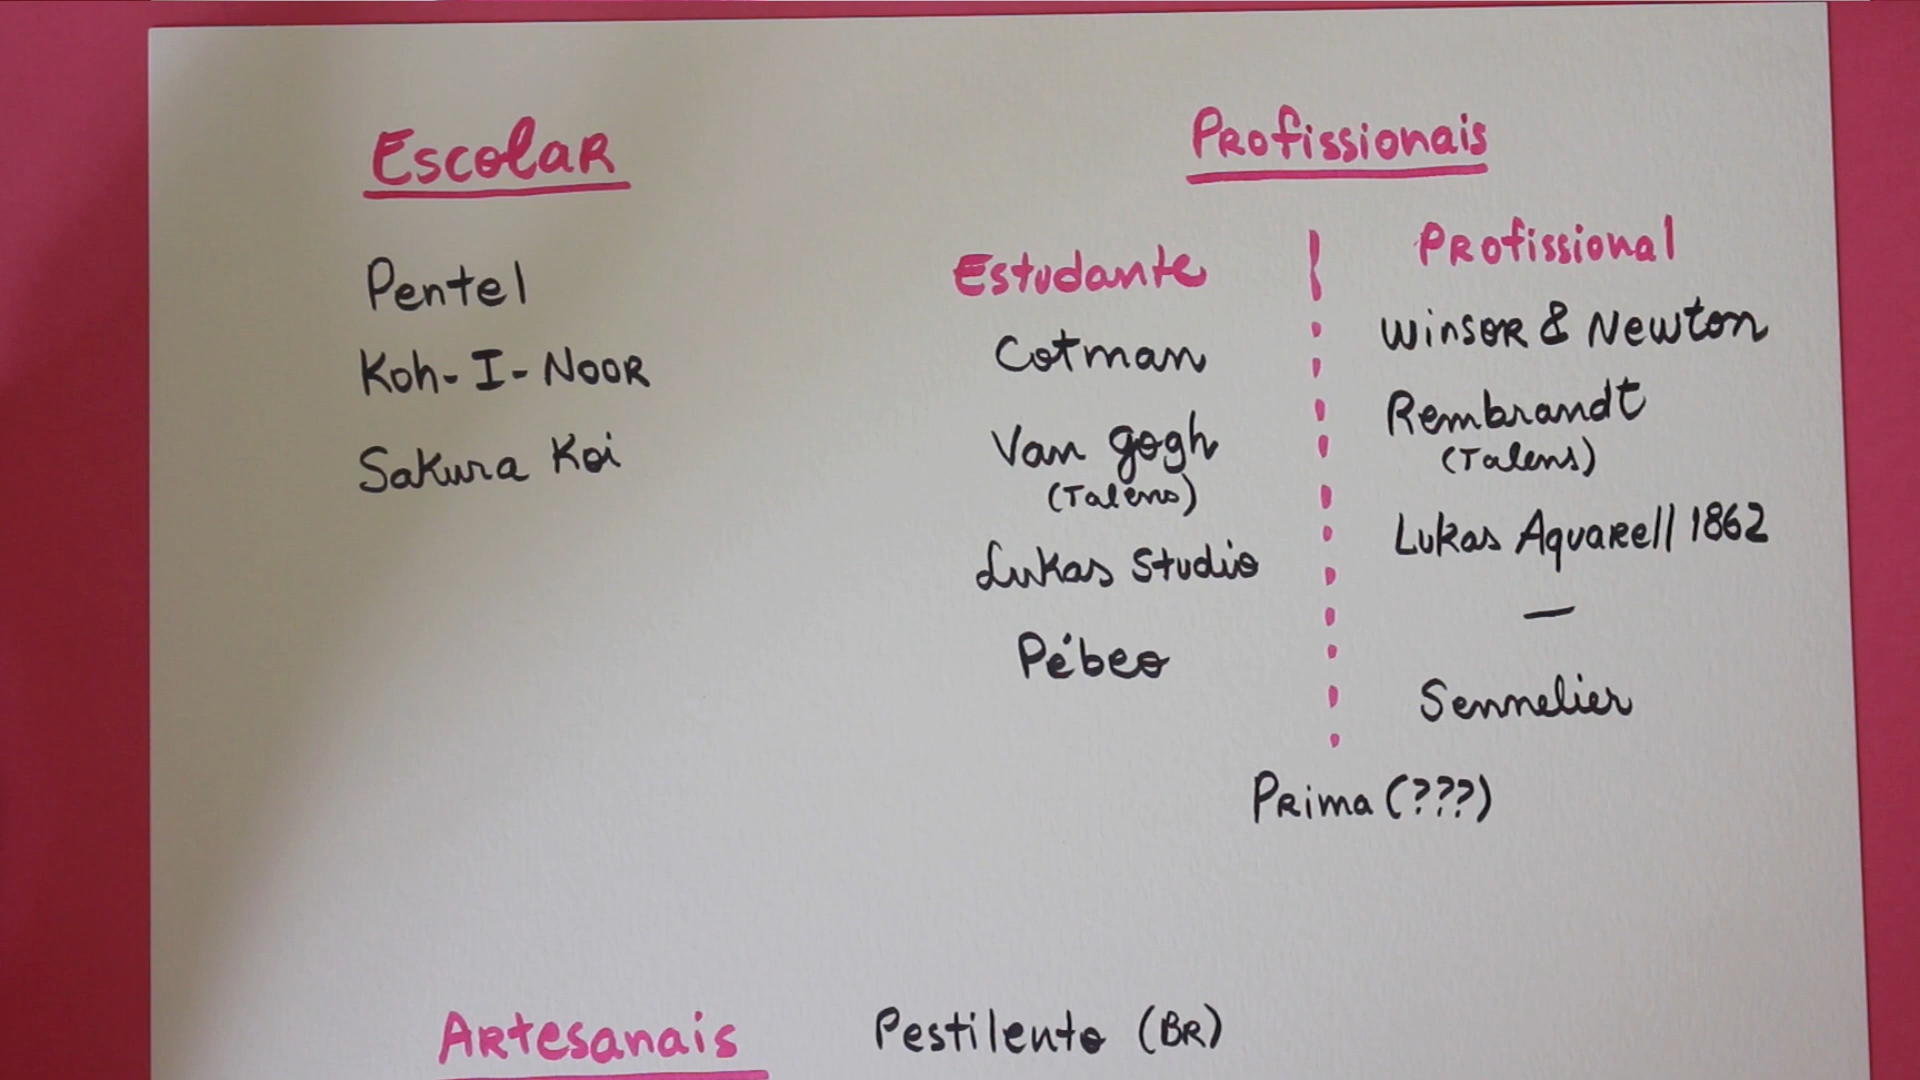 Escolar
Pentel
Koh-I-Noor
Sakura Koi
Profissionais
Estudante
Cotman
Van gogh
(Talens)
Lukas Studio
Pébeo
Profissional
Winsor & Newton
Rembrandt
(Talens)
Lukas Aquarell 1862
—
Sennelier
Prima (???)
Artesanais
Pestilento (BR)